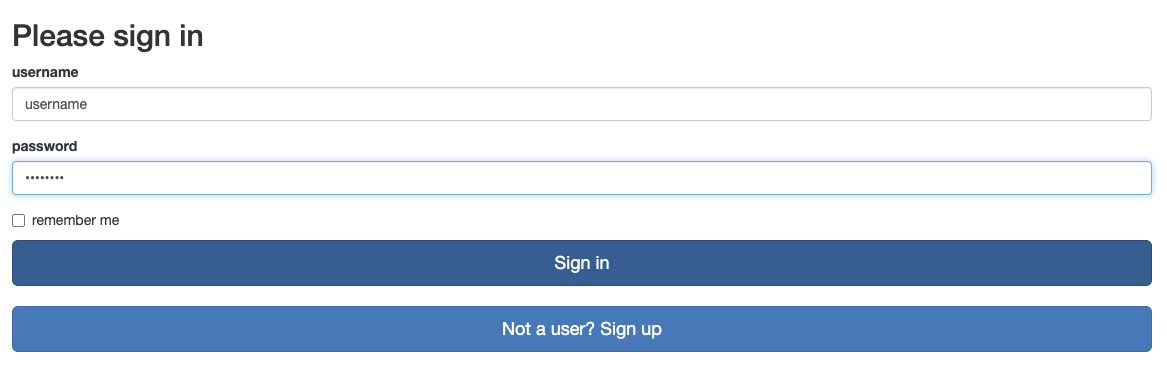 Please sign in
username
username
password
••••••••
remember me
Sign in
Not a user? Sign up